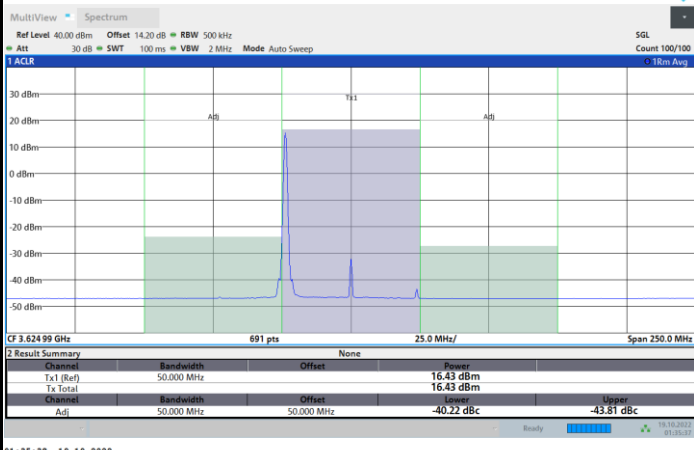 MultiView Spectrum
Ref Level 40.00 dBm Offset 14.20 dB RBW 500 kHz SGL
Att 30 dB SWT 100 ms VBW 2 MHz Mode Auto Sweep Count 100/100
1 ACLR 1Rm Avg
30 dBm
Tx1
20 dBm Adj Adj
10 dBm
0 dBm
-10 dBm
-20 dBm
-30 dBm
-40 dBm
-50 dBm
CF 3.624 99 GHz 691 pts 25.0 MHz/ Span 250.0 MHz
2 Result Summary None
Channel Bandwidth Offset Power
Tx1 (Ref) 50.000 MHz 16.43 dBm
Tx Total 16.43 dBm
Channel Bandwidth Offset Lower Upper
Adj 50.000 MHz 50.000 MHz -40.22 dBc -43.81 dBc
Ready 19.10.2022
01:35:37